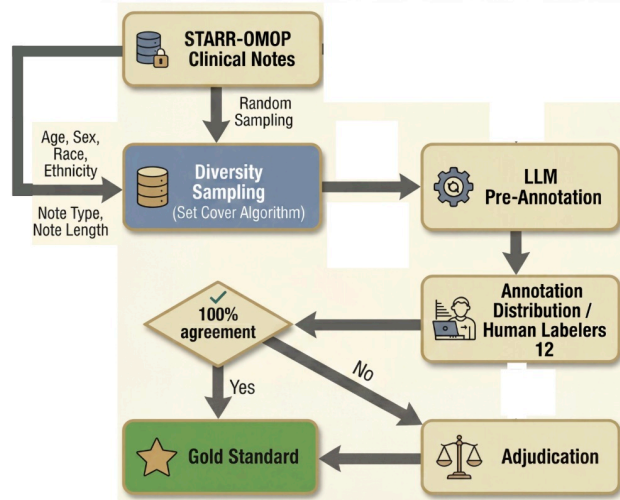 STARR-OMOP
Clinical Notes
Random
Sampling
Age, Sex,
Race,
Ethnicity
Note Type,
Note Length
Diversity
Sampling
(Set Cover Algorithm)
LLM
Pre-Annotation
Annotation
Distribution /
Human Labelers
12
100%
agreement
Yes
No
Gold Standard
Adjudication